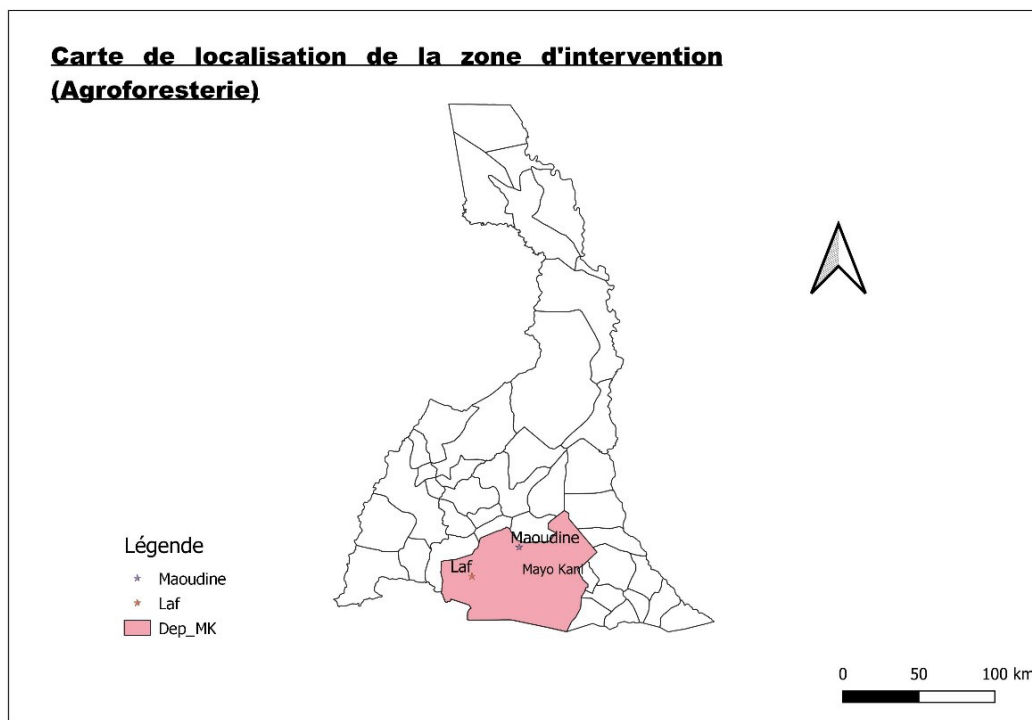 Carte de localisation de la zone d'intervention
(Agroforesterie)
Maoudine
Laf
Mayo Kani
Légende
Maoudine
Laf
Dep_MK
0 50 100 km